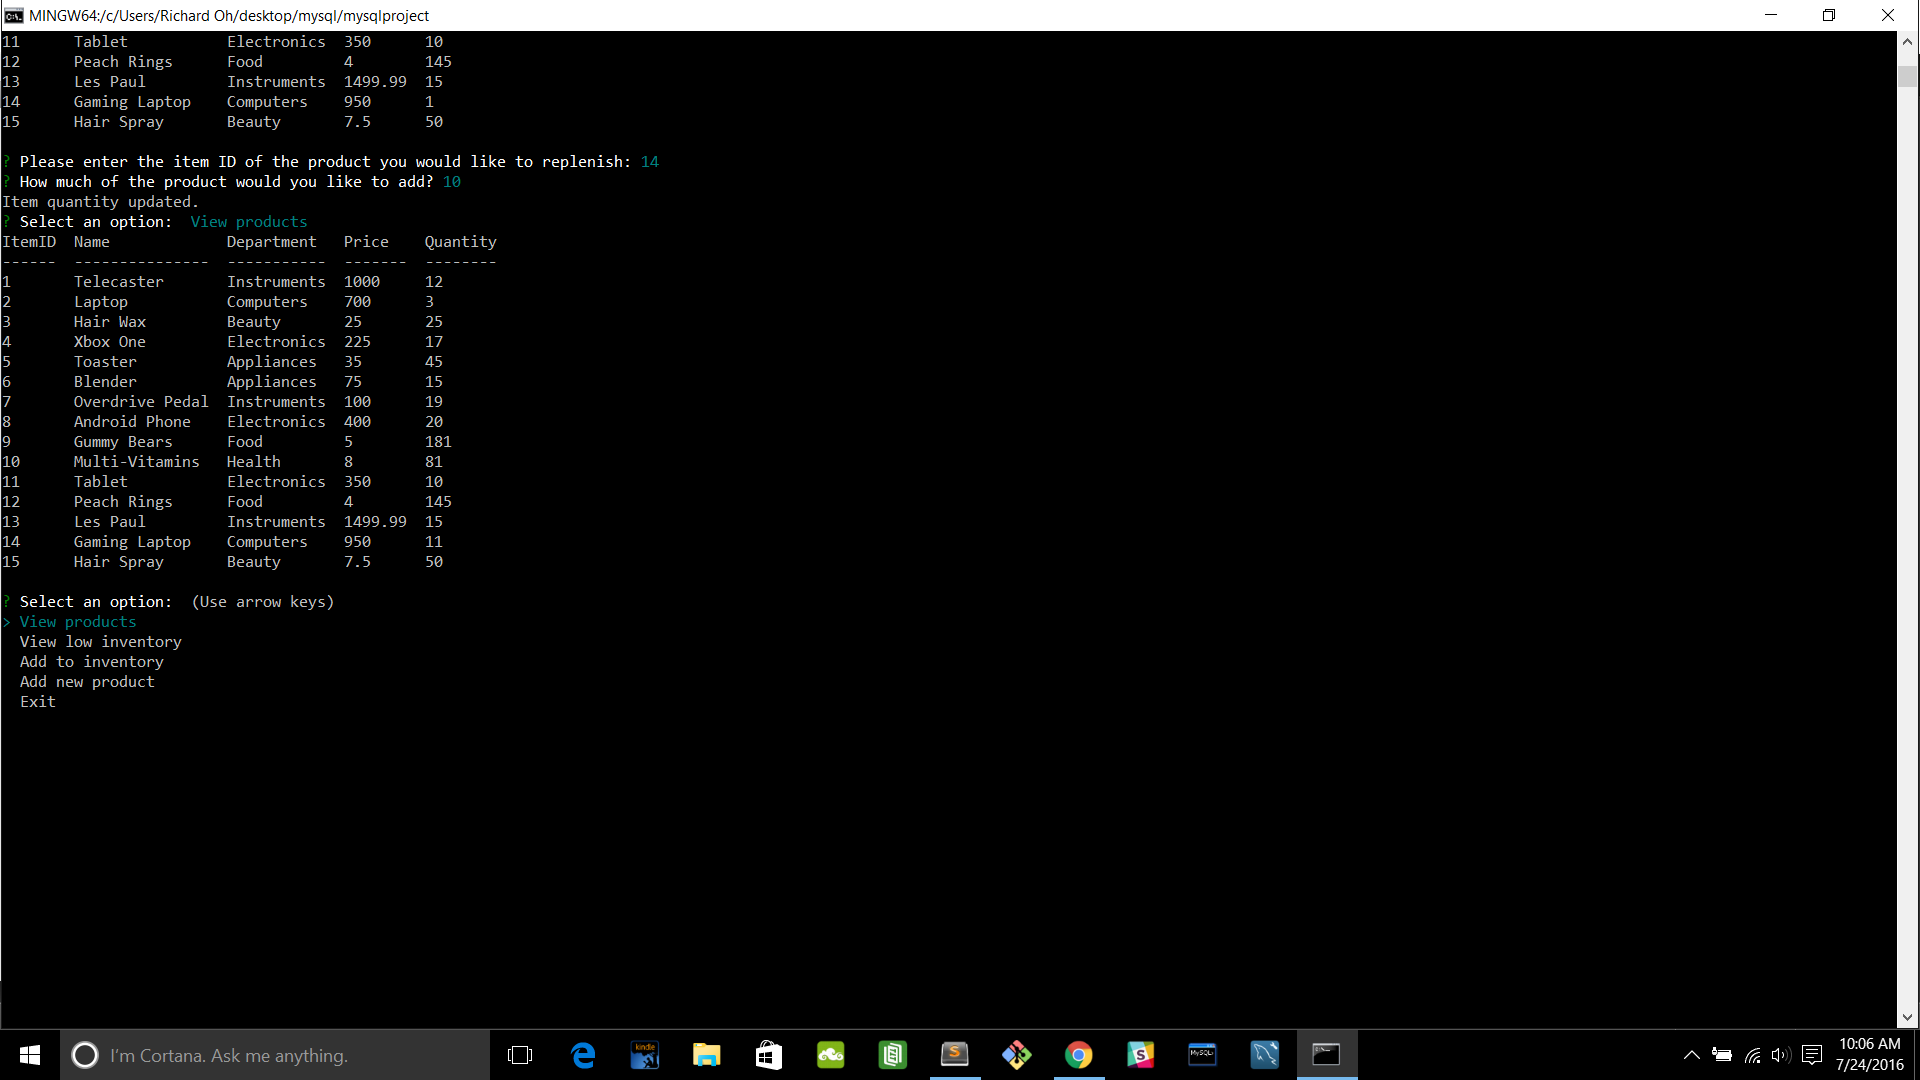 MINGW64:/c/Users/Richard Oh/desktop/mysql/mysqlproject
11 Tablet Electronics 350 10
12 Peach Rings Food 4 145
13 Les Paul Instruments 1499.99 15
14 Gaming Laptop Computers 950 1
15 Hair Spray Beauty 7.5 50
? Please enter the item ID of the product you would like to replenish: 14
? How much of the product would you like to add? 10
Item quantity updated.
? Select an option: View products
ItemID Name Department Price Quantity
------ --------------- ----------- ------- --------
1 Telecaster Instruments 1000 12
2 Laptop Computers 700 3
3 Hair Wax Beauty 25 25
4 Xbox One Electronics 225 17
5 Toaster Appliances 35 45
6 Blender Appliances 75 15
7 Overdrive Pedal Instruments 100 19
8 Android Phone Electronics 400 20
9 Gummy Bears Food 5 181
10 Multi-Vitamins Health 8 81
11 Tablet Electronics 350 10
12 Peach Rings Food 4 145
13 Les Paul Instruments 1499.99 15
14 Gaming Laptop Computers 950 11
15 Hair Spray Beauty 7.5 50
? Select an option: (Use arrow keys)
> View products
View low inventory
Add to inventory
Add new product
Exit
I'm Cortana. Ask me anything.
kindle
S
S
MySQL>
10:06 AM
7/24/2016